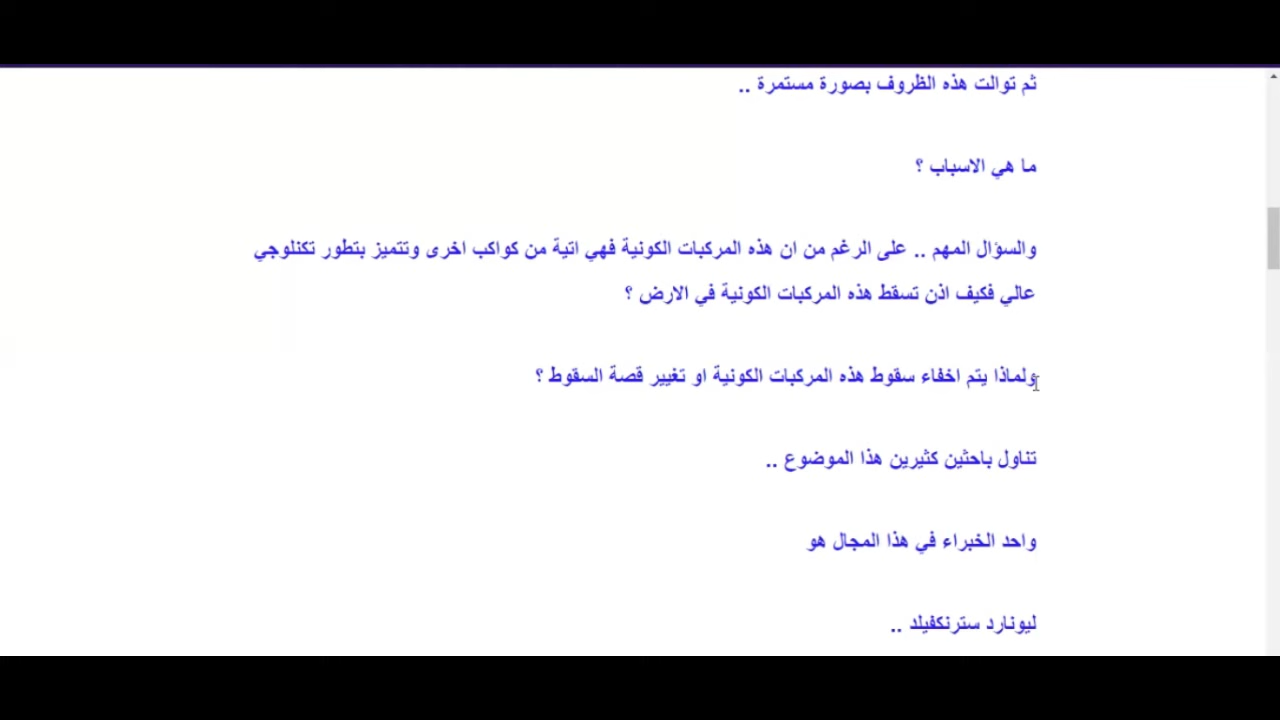 ثم توالت هذه الظروف بصورة مستمرة ..
ما هي الاسباب ؟
والسؤال المهم .. على الرغم من ان هذه المركبات الكونية فهي اتية من كواكب اخرى وتتميز بتطور تكنلوجي
عالي فكيف اذن تسقط هذه المركبات الكونية في الارض ؟
ولماذا يتم اخفاء سقوط هذه المركبات الكونية او تغيير قصة السقوط ؟
تناول باحثين كثيرين هذا الموضوع ..
واحد الخبراء في هذا المجال هو
ليونارد سترنكفيلد ..